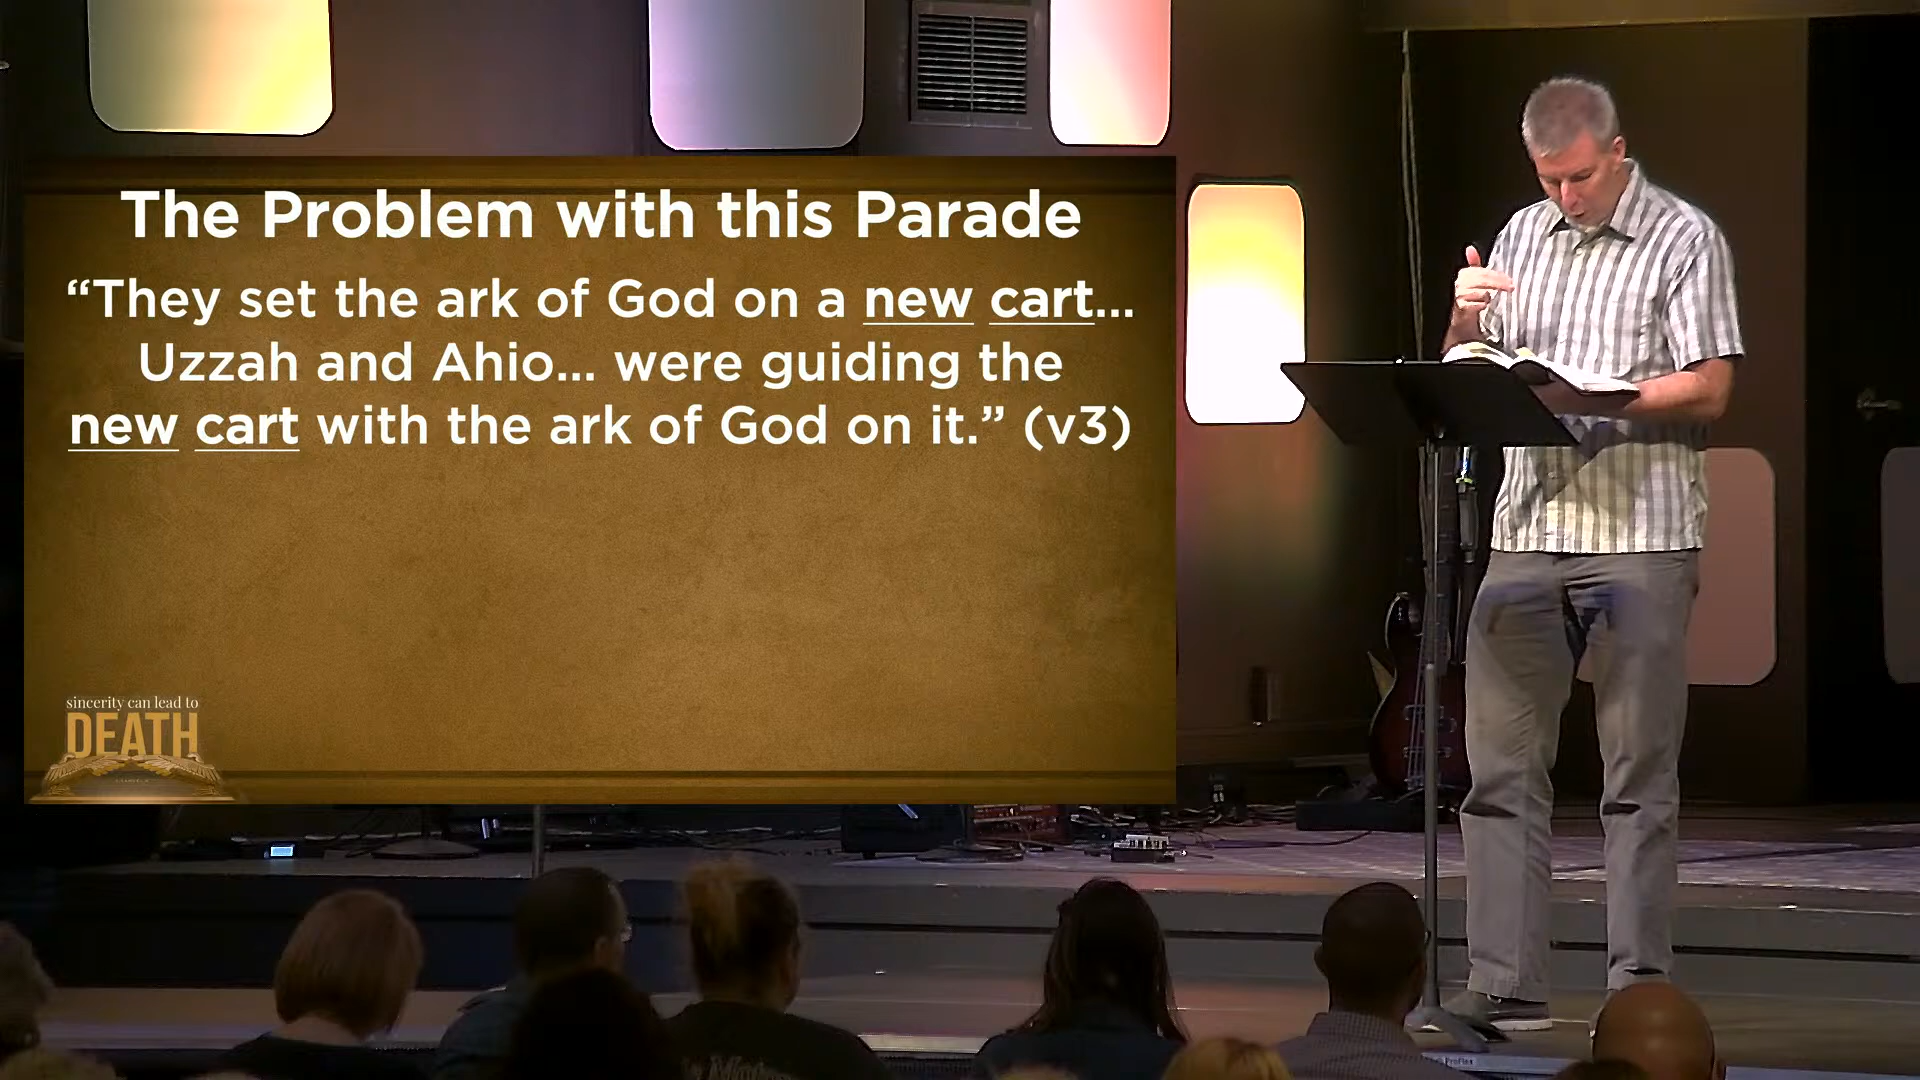 The Problem with this Parade
“They set the ark of God on a new cart...
Uzzah and Ahio... were guiding the
new cart with the ark of God on it.” (v3)
sincerity can lead to
DEATH